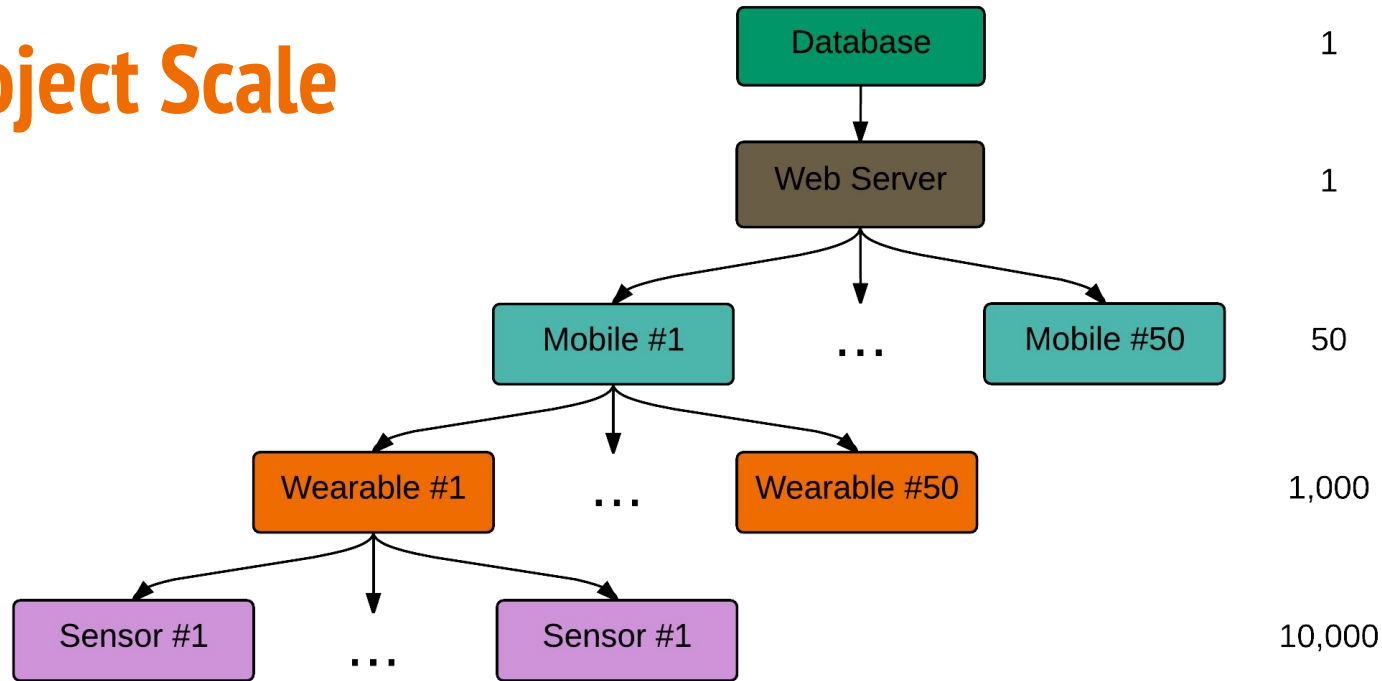 Database 1
oject Scale
Web Server 1
Mobile #1 ... Mobile #50 50
Wearable #1 ... Wearable #50 1,000
Sensor #1 ... Sensor #1 10,000